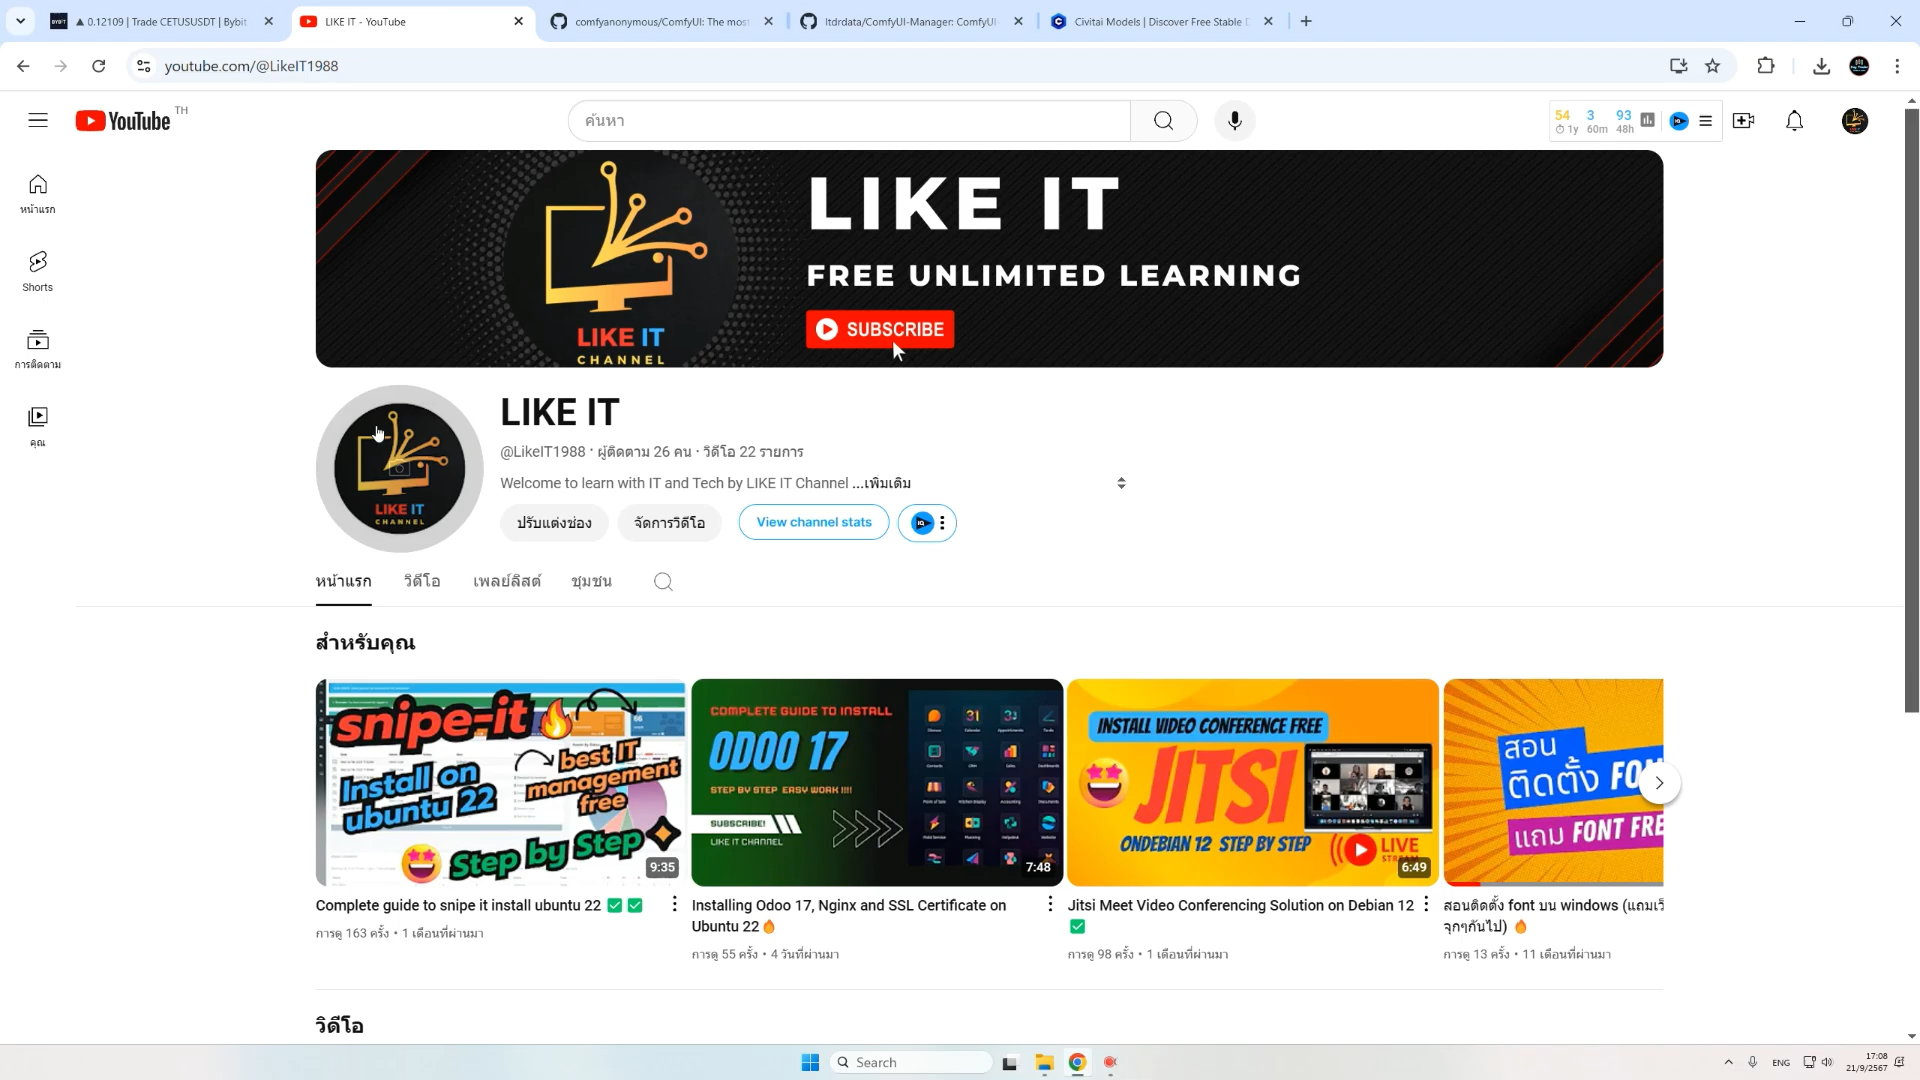 0.12109 | Trade CETUSUSDT | Bybit
LIKE IT - YouTube
comfyanonymous/ComfyUI: The most
ltdrdata/ComfyUI-Manager: ComfyUI-
Civitai Models | Discover Free Stable D
youtube.com/@LikeIT1988
YouTube TH
ค้นหา
54 3 93
1y 60m 48h
หน้าแรก
Shorts
การติดตาม
คุณ
LIKE IT
FREE UNLIMITED LEARNING
SUBSCRIBE
LIKE IT
CHANNEL
LIKE IT
CHANNEL
LIKE IT
@LikeIT1988 · ผู้ติดตาม 26 คน · วิดีโอ 22 รายการ
Welcome to learn with IT and Tech by LIKE IT Channel ...เพิ่มเติม
ปรับแต่งช่อง
จัดการวิดีโอ
View channel stats
หน้าแรก
วิดีโอ
เพลย์ลิสต์
ชุมชน
สำหรับคุณ
snipe-it
Install on
ubuntu 22
best IT
management
free
Step by Step
9:35
COMPLETE GUIDE TO INSTALL
ODOO 17
STEP BY STEP EASY WORK !!!!
SUBSCRIBE!
LIKE IT CHANNEL
7:48
INSTALL VIDEO CONFERENCE FREE
JITSI
ONDEBIAN 12 STEP BY STEP
LIVE
6:49
สอน
ติดตั้ง FON
แถม FONT FRE
Complete guide to snipe it install ubuntu 22 ✅ ✅
การดู 163 ครั้ง • 1 เดือนที่ผ่านมา
Installing Odoo 17, Nginx and SSL Certificate on
Ubuntu 22🔥
การดู 55 ครั้ง • 4 วันที่ผ่านมา
Jitsi Meet Video Conferencing Solution on Debian 12
✅
การดู 98 ครั้ง • 1 เดือนที่ผ่านมา
สอนติดตั้ง font บน windows (แถมเว็
จุกๆกันไป) 🔥
การดู 13 ครั้ง • 11 เดือนที่ผ่านมา
วิดีโอ
Search
ENG
17:08
21/9/2567